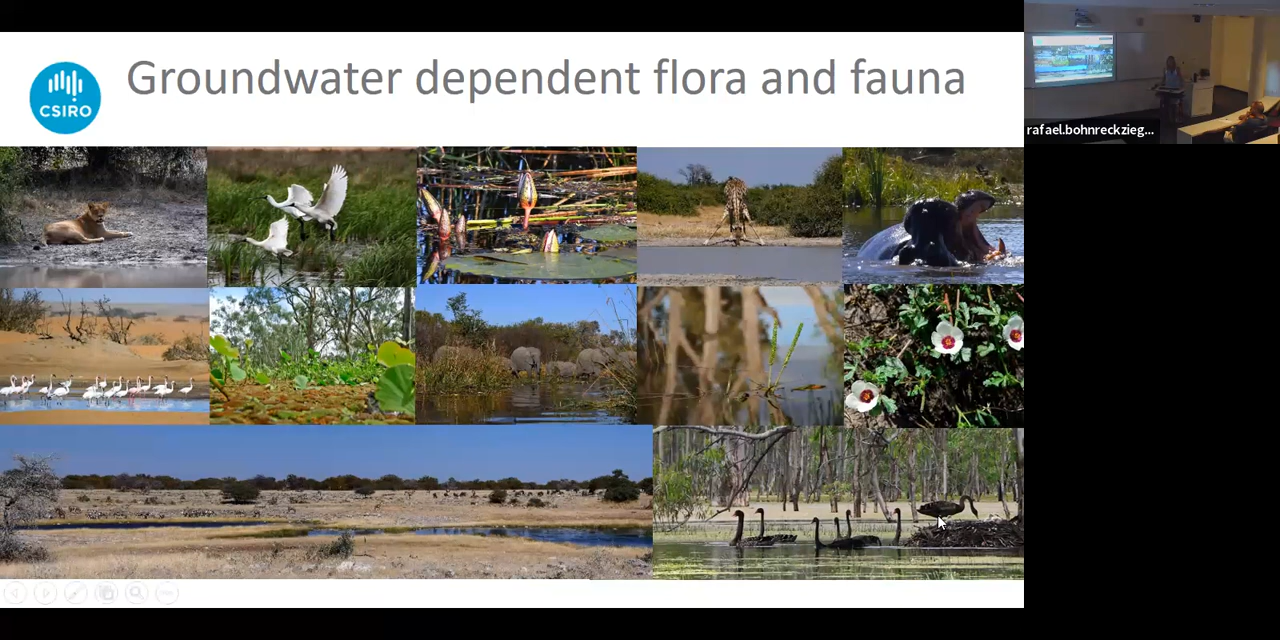 Groundwater dependent flora and fauna
CSIRO
rafael.bohnreckzieg...